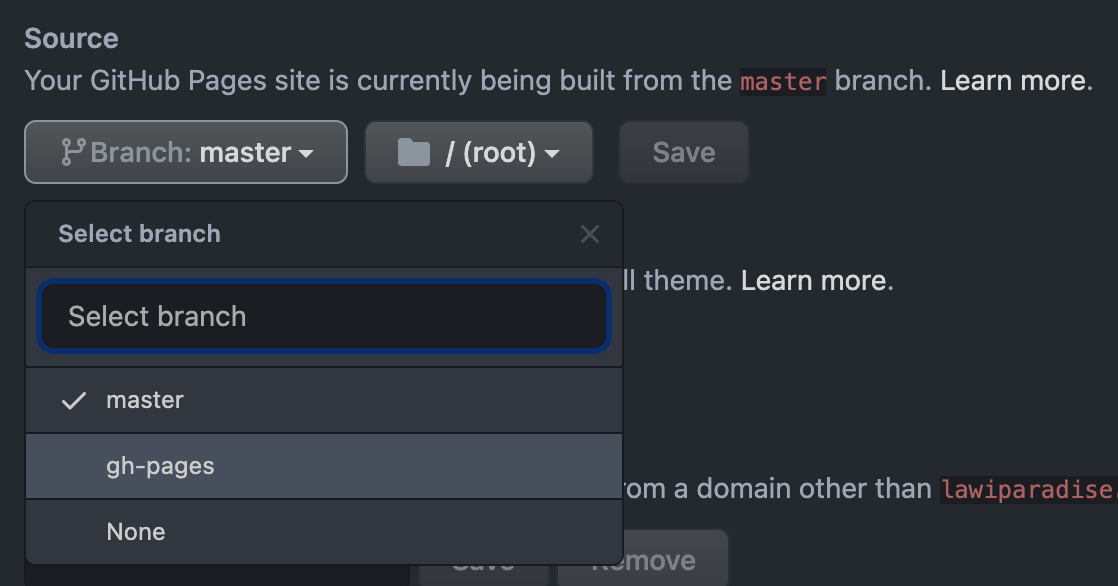 Source
Your GitHub Pages site is currently being built from the master branch. Learn more.
Branch: master
/ (root)
Save
Select branch
ll theme. Learn more.
Select branch
master
gh-pages
None
rom a domain other than lawiparadise.
Save
Remove